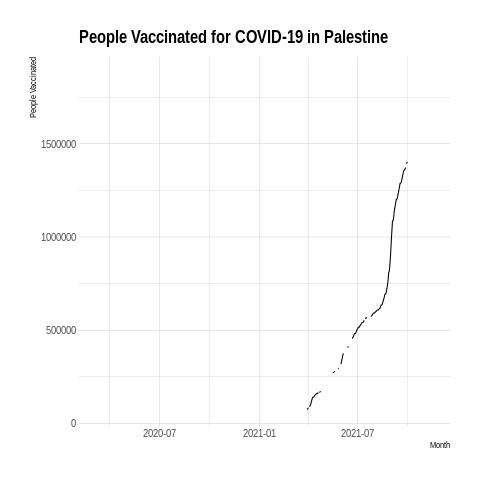 People Vaccinated for COVID-19 in Palestine
People Vaccinated
1500000
1000000
500000
0
2020-07 2021-01 2021-07
Month